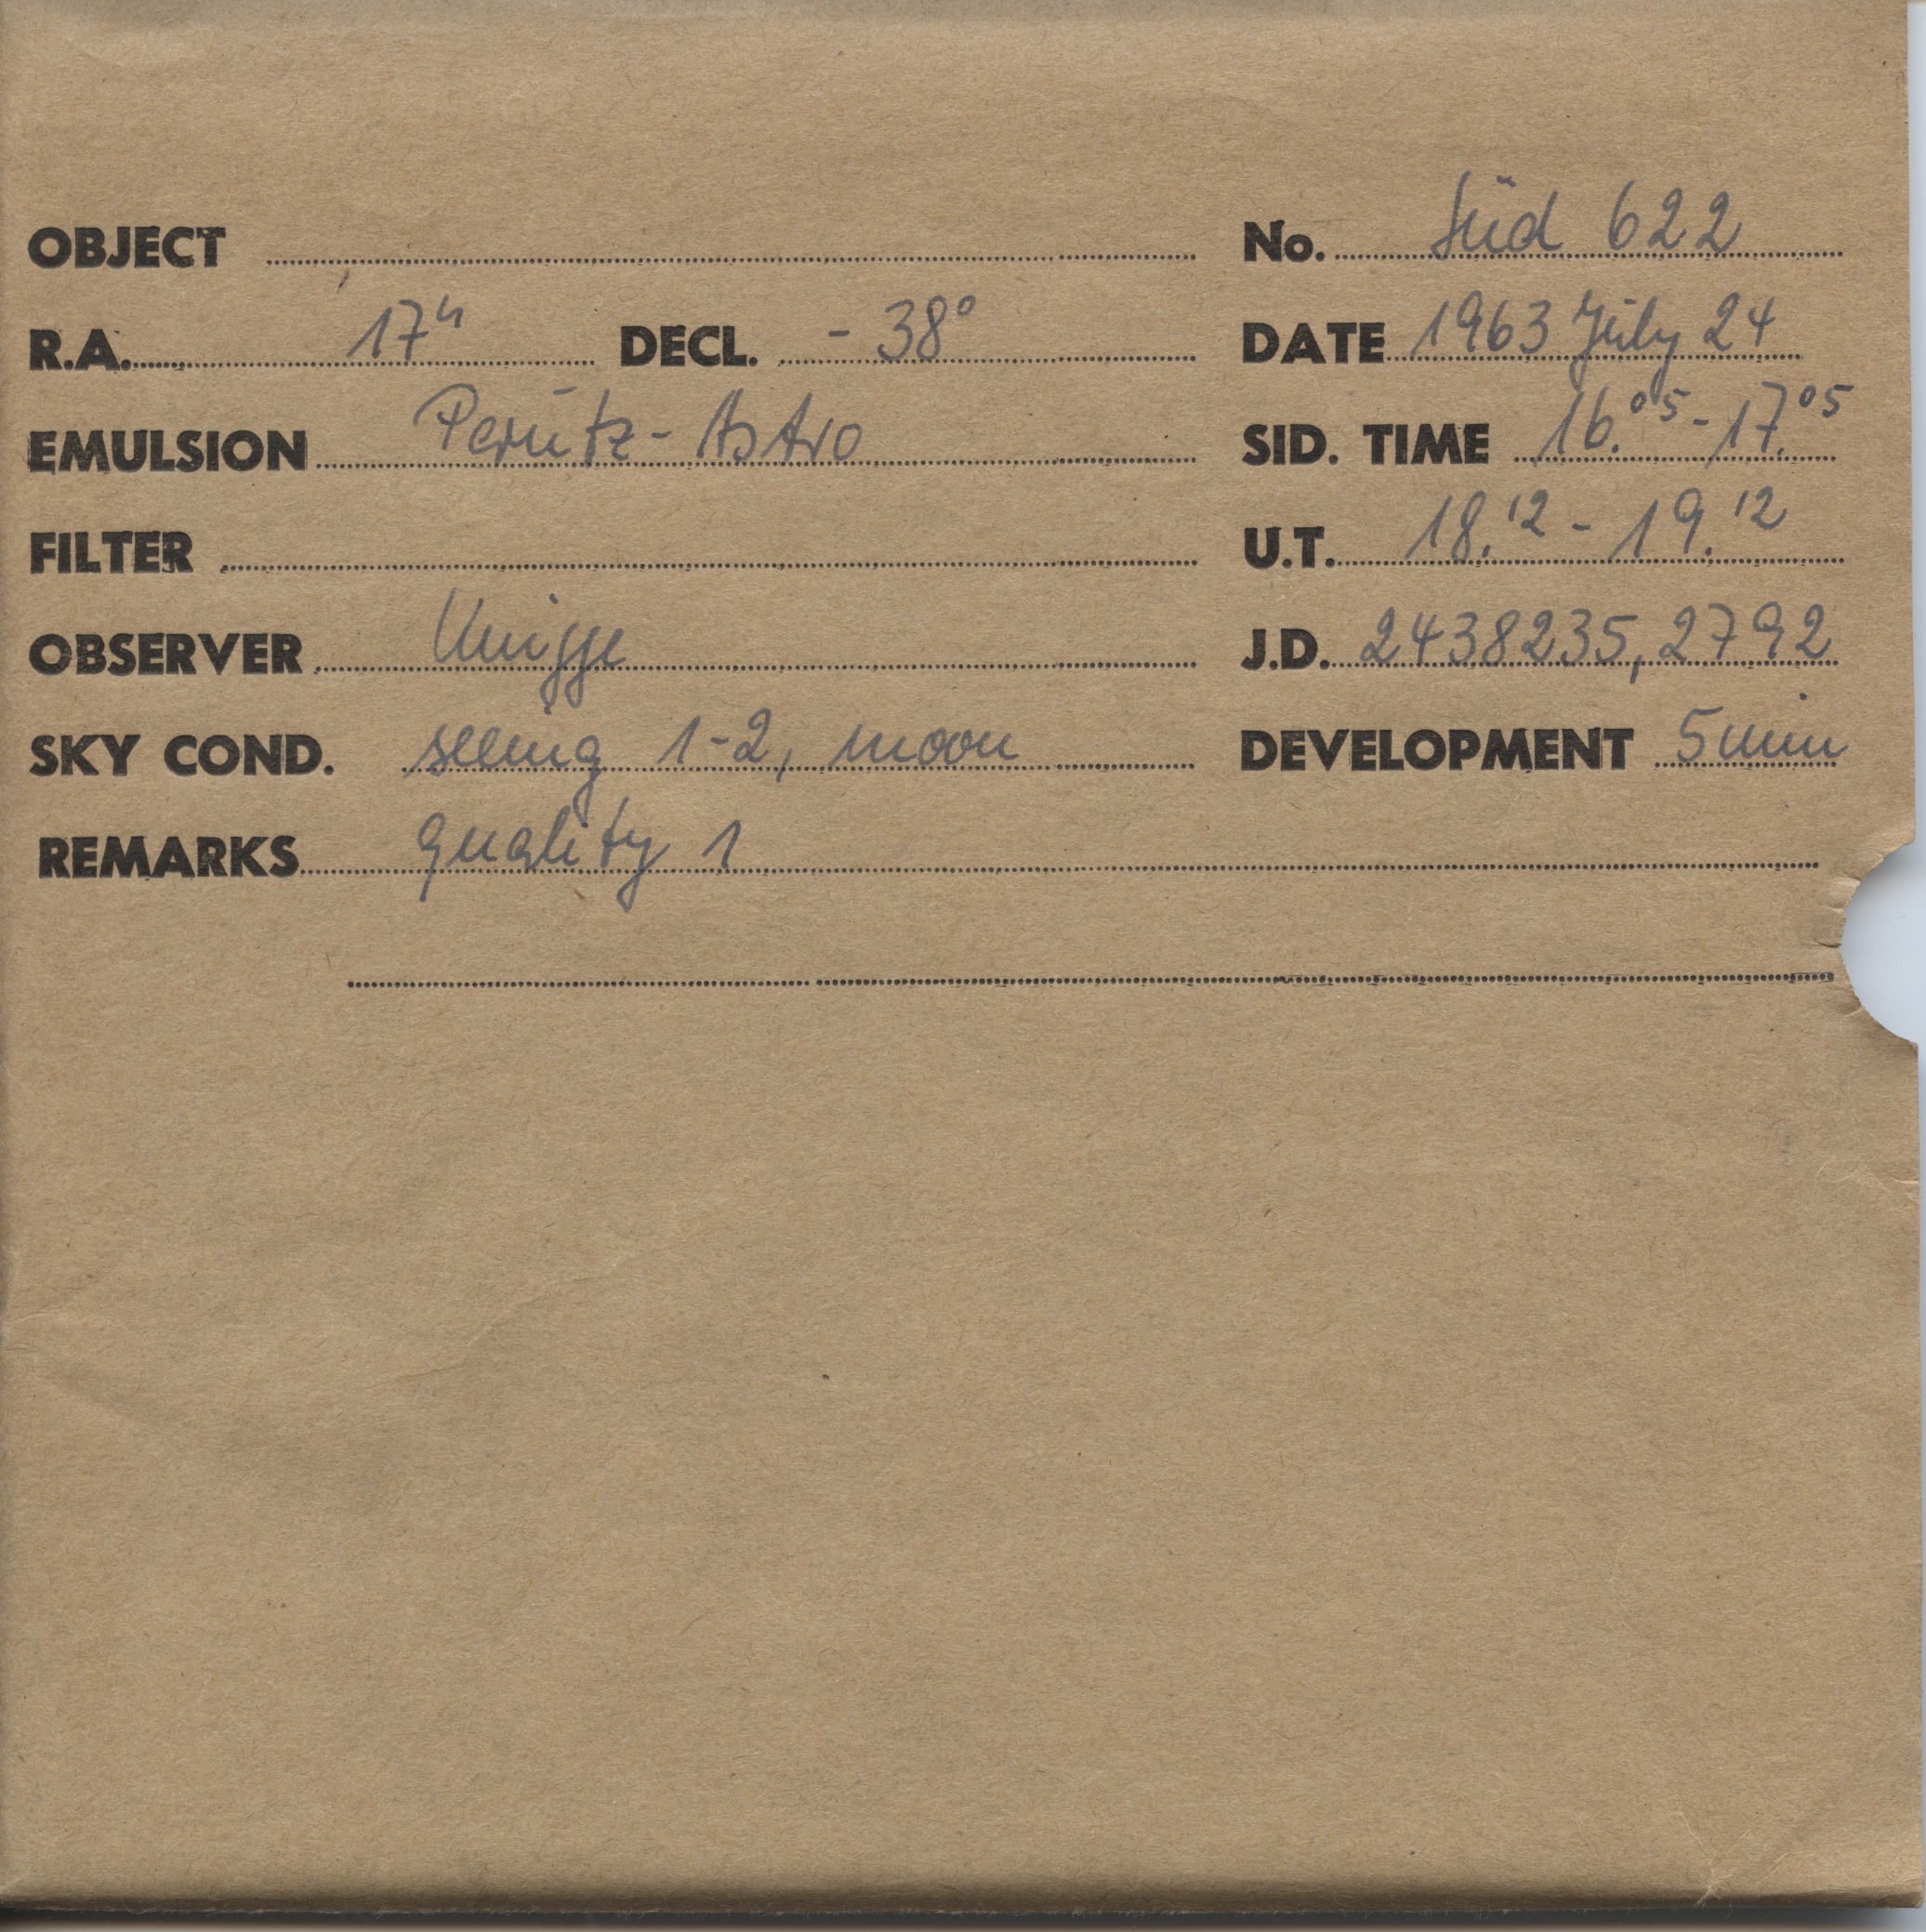 OBJECT No. Süd 622
R.A. 17ʰ DECL. - 38° DATE 1963 July 24
EMULSION Perutz - Astro SID. TIME 16.05 - 17.05
FILTER U.T. 18.12 - 19.12
OBSERVER Knigge J.D. 2438235,2792
SKY COND. seeing 1-2, moon DEVELOPMENT 5 min
REMARKS quality 1